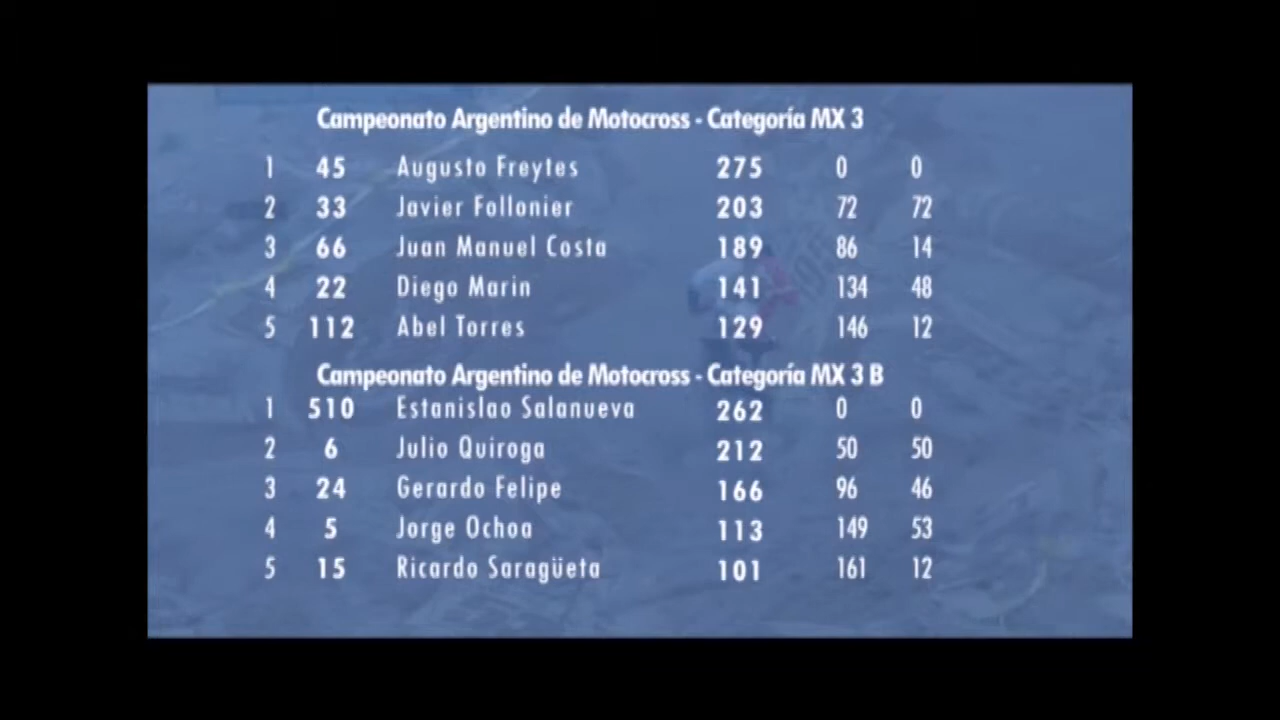 Campeonato Argentino de Motocross - Categoría MX 3
1 45 Augusto Freytes 275 0 0
2 33 Javier Follonier 203 72 72
3 66 Juan Manuel Costa 189 86 14
4 22 Diego Marin 141 134 48
5 112 Abel Torres 129 146 12
Campeonato Argentino de Motocross - Categoría MX 3 B
1 510 Estanislao Salanueva 262 0 0
2 6 Julio Quiroga 212 50 50
3 24 Gerardo Felipe 166 96 46
4 5 Jorge Ochoa 113 149 53
5 15 Ricardo Saragüeta 101 161 12